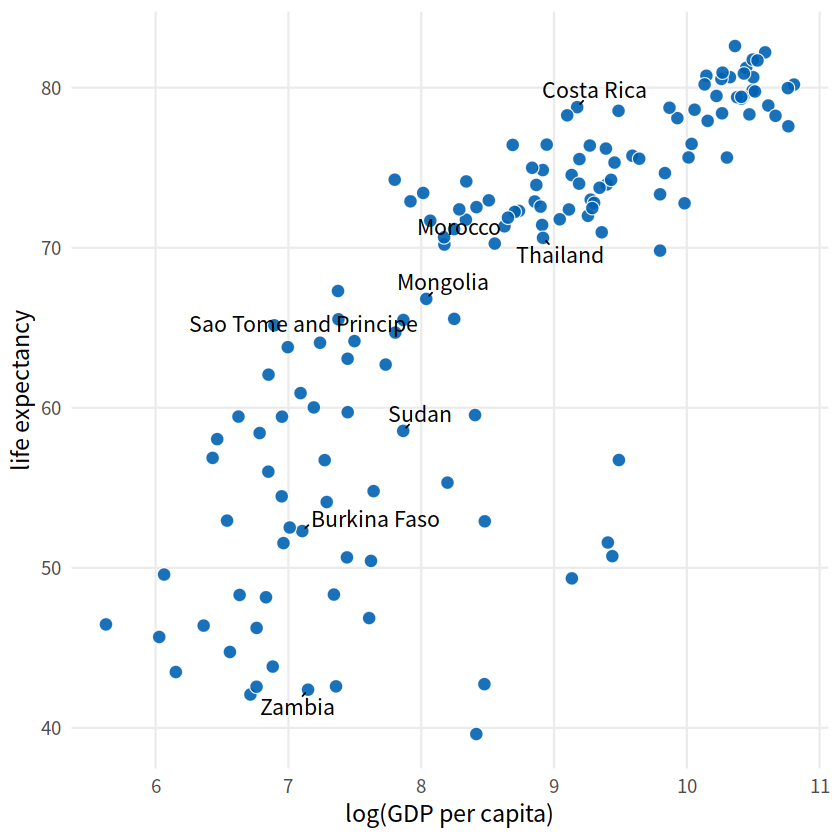 80
70
60
50
40
life expectancy
Costa Rica
Morocco
Thailand
Mongolia
Sao Tome and Principe
Sudan
Burkina Faso
Zambia
6
7
8
9
10
11
log(GDP per capita)